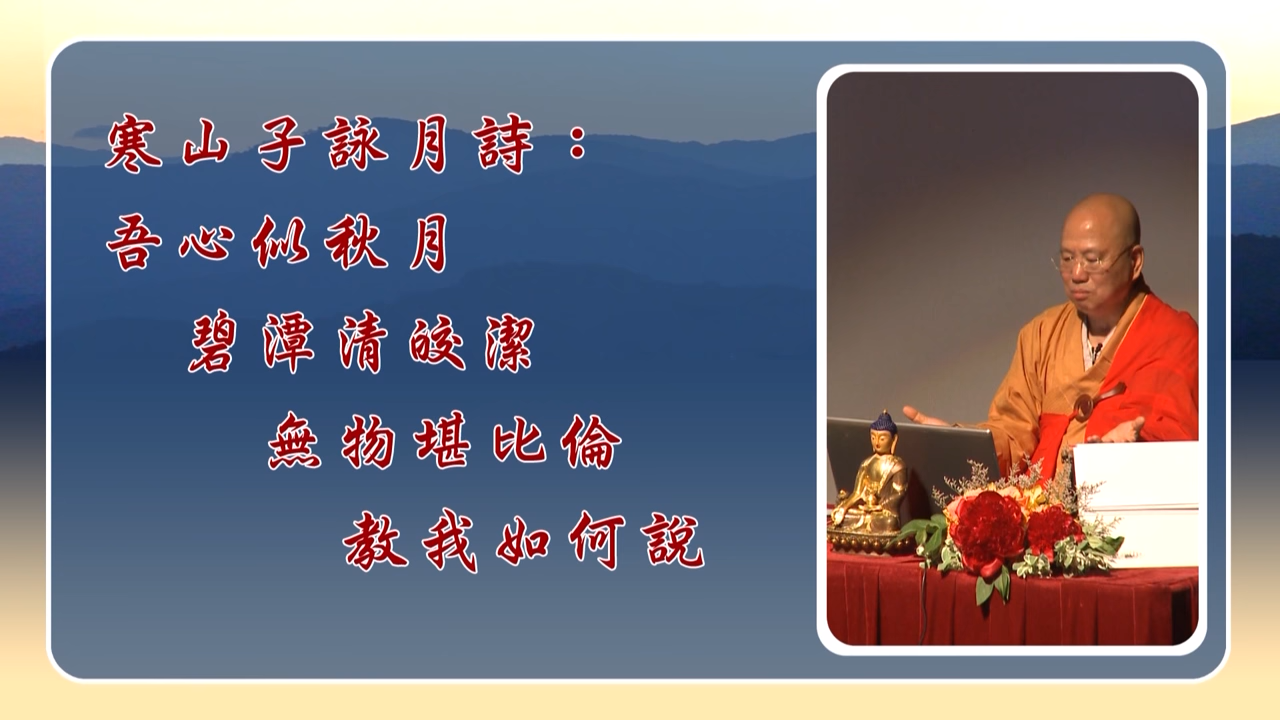 寒山子詠月詩：
吾心似秋月
碧潭清皎潔
無物堪比倫
教我如何說